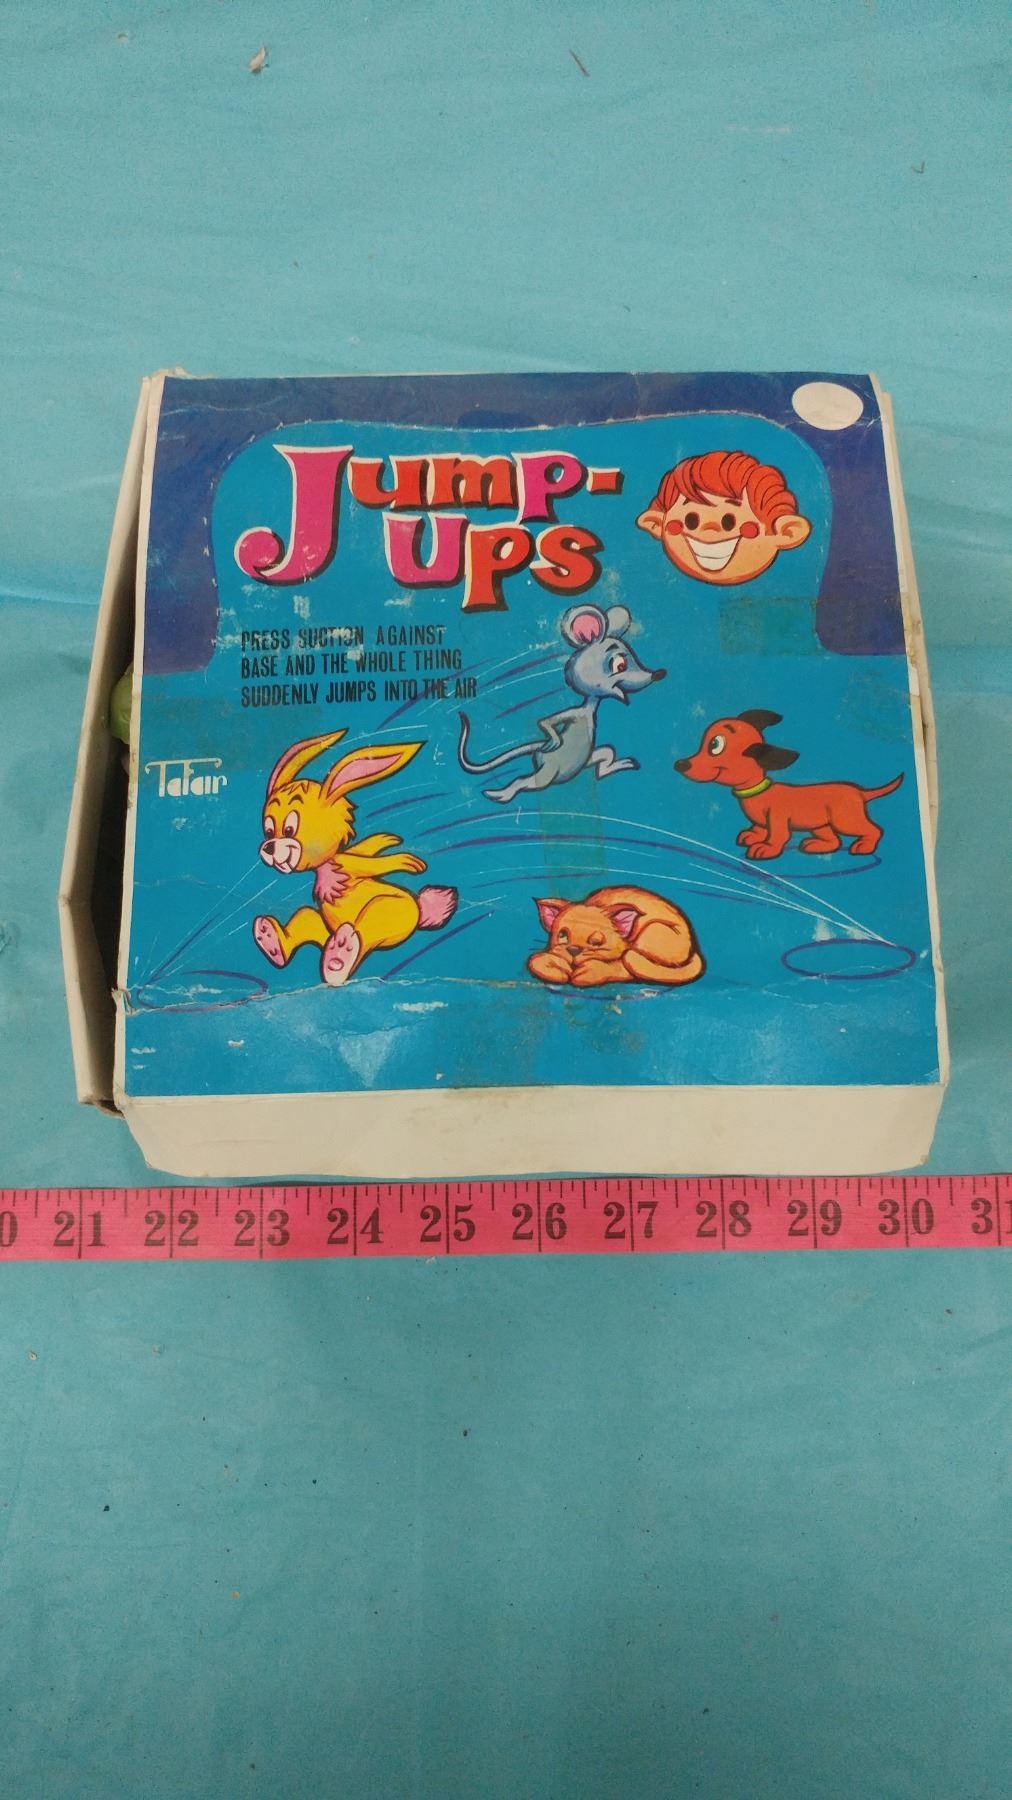 Jump-
Ups
PRESS SUCTION AGAINST
BASE AND THE WHOLE THING
SUDDENLY JUMPS INTO THE AIR
TaFair
0 21 22 23 24 25 26 27 28 29 30 31